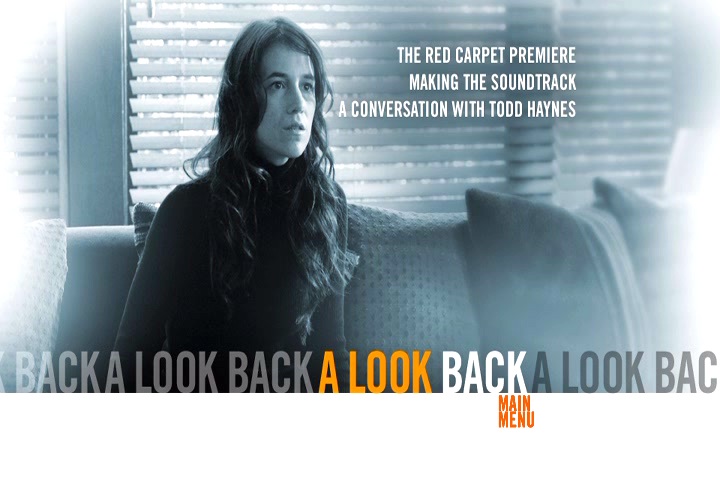 THE RED CARPET PREMIERE
MAKING THE SOUNDTRACK
A CONVERSATION WITH TODD HAYNES
K BACK A LOOK BACK A LOOK BACK A LOOK BAC
MAIN
MENU